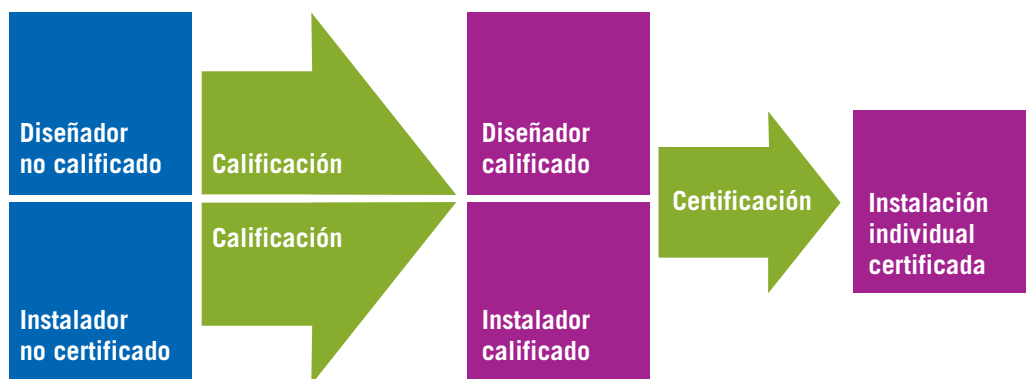 Diseñador
no calificado
Calificación
Diseñador
calificado
Certificación
Instalación
individual
certificada
Calificación
Instalador
no certificado
Instalador
calificado